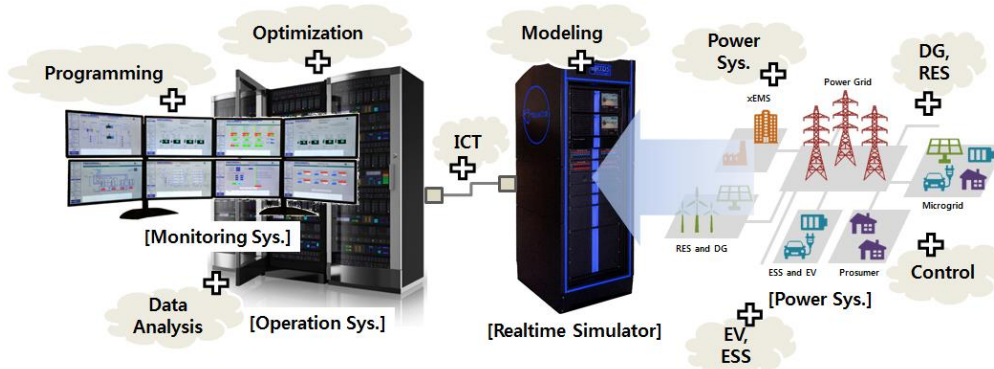 Optimization
Modeling
Power
Sys.
DG,
RES
Programming
Power Grid
xEMS
ICT
Microgrid
[Monitoring Sys.]
RES and DG
ESS and EV
Prosumer
Control
Data
Analysis
[Operation Sys.]
[Realtime Simulator]
[Power Sys.]
EV,
ESS